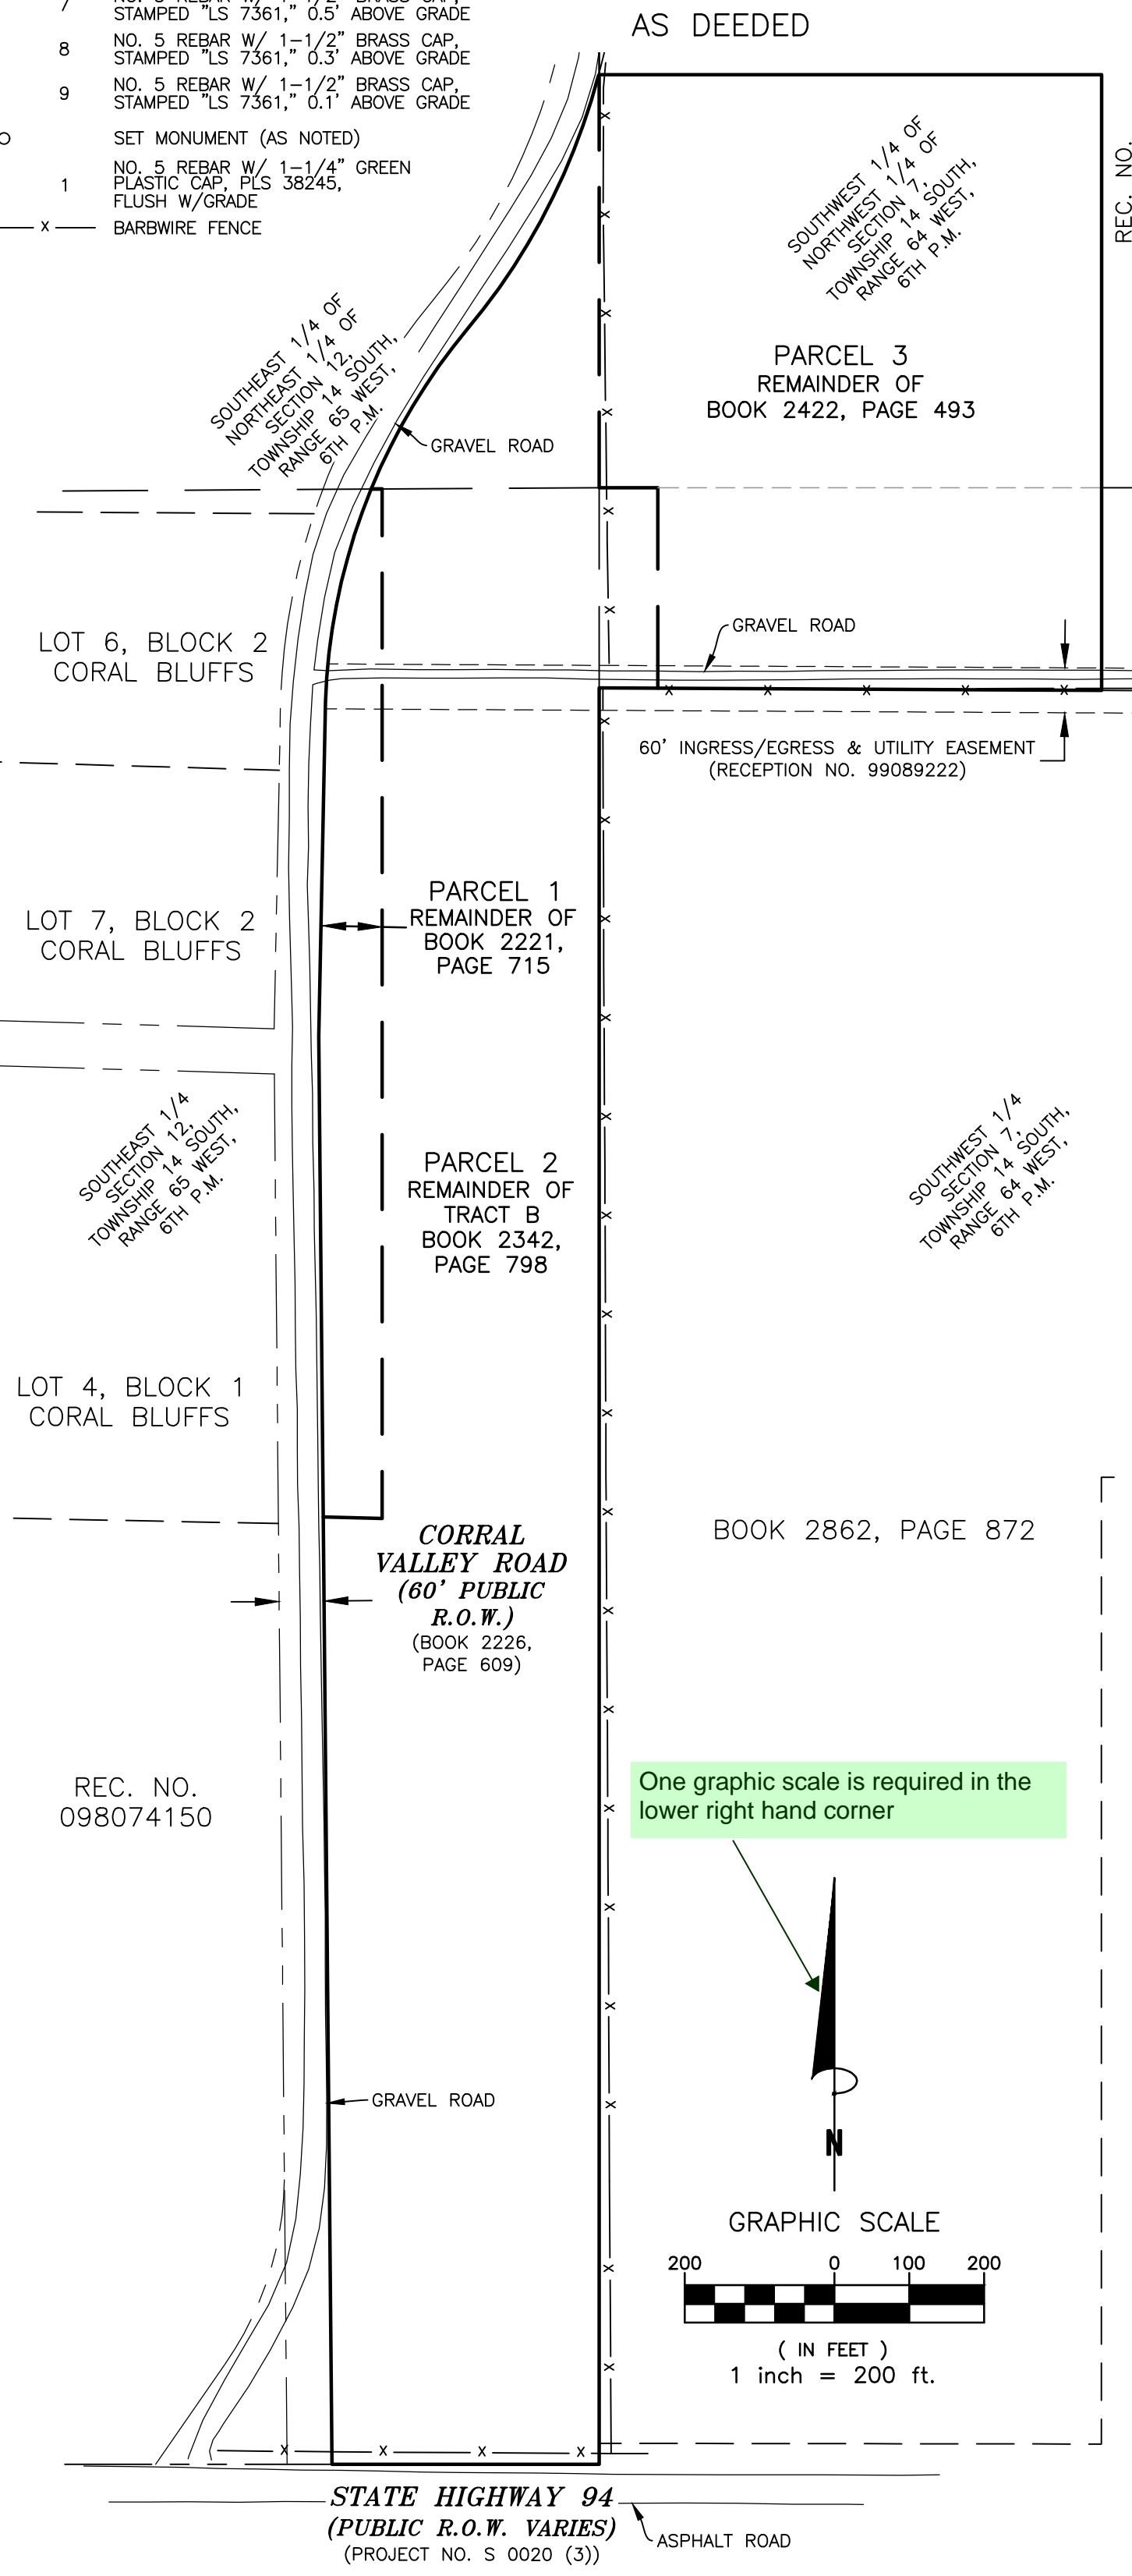 7
NO. 5 REBAR W/ 1-1/2" BRASS CAP,
STAMPED "LS 7361," 0.5' ABOVE GRADE
8
NO. 5 REBAR W/ 1-1/2" BRASS CAP,
STAMPED "LS 7361," 0.3' ABOVE GRADE
9
NO. 5 REBAR W/ 1-1/2" BRASS CAP,
STAMPED "LS 7361," 0.1' ABOVE GRADE
SET MONUMENT (AS NOTED)
1
NO. 5 REBAR W/ 1-1/4" GREEN
PLASTIC CAP, PLS 38245,
FLUSH W/GRADE
x
BARBWIRE FENCE
AS DEEDED
REC. NO.
SOUTHWEST 1/4 OF
NORTHWEST 1/4 OF
SECTION 7,
TOWNSHIP 14 SOUTH,
RANGE 64 WEST,
6TH P.M.
PARCEL 3
REMAINDER OF
BOOK 2422, PAGE 493
SOUTHEAST 1/4 OF
NORTHEAST 1/4 OF
SECTION 12,
TOWNSHIP 14 SOUTH,
RANGE 65 WEST,
6TH P.M.
GRAVEL ROAD
LOT 6, BLOCK 2
CORAL BLUFFS
GRAVEL ROAD
60' INGRESS/EGRESS & UTILITY EASEMENT
(RECEPTION NO. 99089222)
LOT 7, BLOCK 2
CORAL BLUFFS
PARCEL 1
REMAINDER OF
BOOK 2221,
PAGE 715
SOUTHEAST 1/4
SECTION 12,
TOWNSHIP 14 SOUTH,
RANGE 65 WEST,
6TH P.M.
PARCEL 2
REMAINDER OF
TRACT B
BOOK 2342,
PAGE 798
SOUTHWEST 1/4
SECTION 7,
TOWNSHIP 14 SOUTH,
RANGE 64 WEST,
6TH P.M.
LOT 4, BLOCK 1
CORAL BLUFFS
CORRAL
VALLEY ROAD
(60' PUBLIC
R.O.W.)
(BOOK 2226,
PAGE 609)
BOOK 2862, PAGE 872
REC. NO.
098074150
One graphic scale is required in the
lower right hand corner
GRAVEL ROAD
N
GRAPHIC SCALE
200 0 100 200
( IN FEET )
1 inch = 200 ft.
STATE HIGHWAY 94
(PUBLIC R.O.W. VARIES)
(PROJECT NO. S 0020 (3))
ASPHALT ROAD